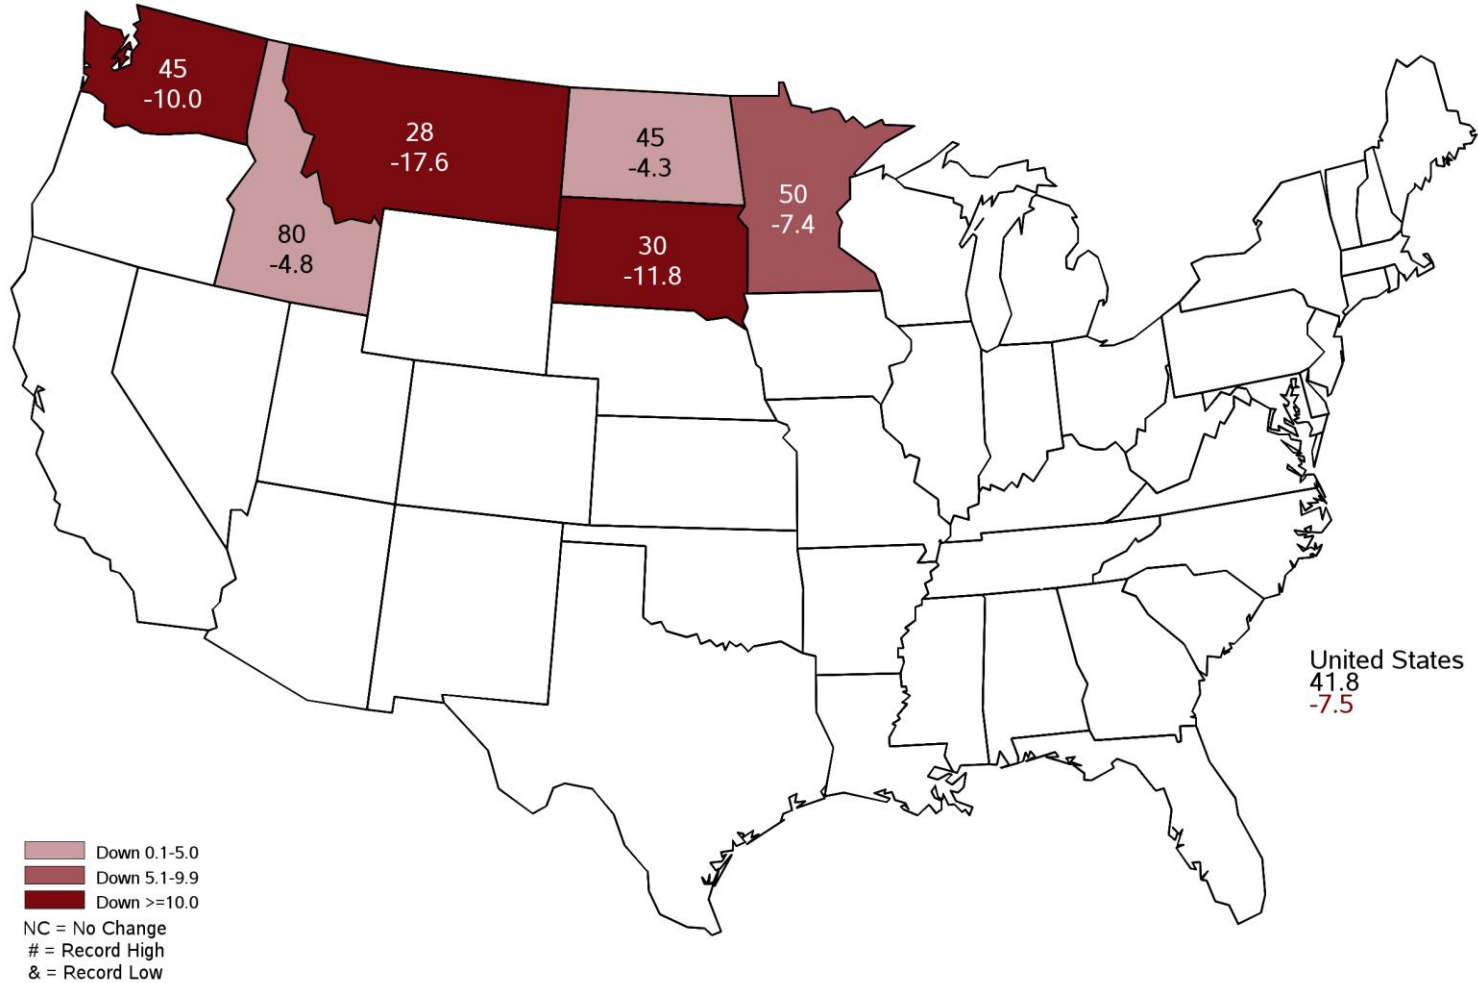 45
-10.0
28
-17.6
45
-4.3
50
-7.4
80
-4.8
30
-11.8
United States
41.8
-7.5
Down 0.1-5.0
Down 5.1-9.9
Down >=10.0
NC = No Change
# = Record High
& = Record Low